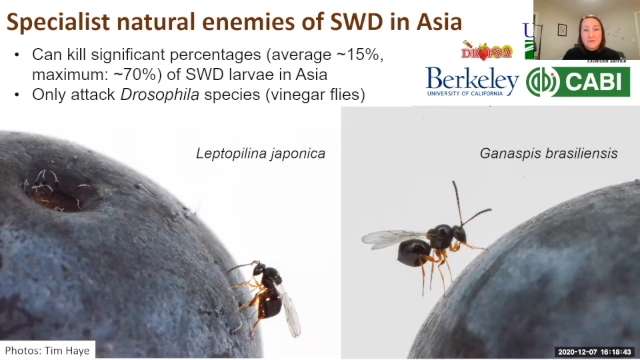 Specialist natural enemies of SWD in Asia
• Can kill significant percentages (average ~15%,
maximum: ~70%) of SWD larvae in Asia
• Only attack Drosophila species (vinegar flies)
Berkeley
UNIVERSITY OF CALIFORNIA
CABI
Leptopilina japonica
Ganaspis brasiliensis
Photos: Tim Haye
2020-12-07 16:18:43